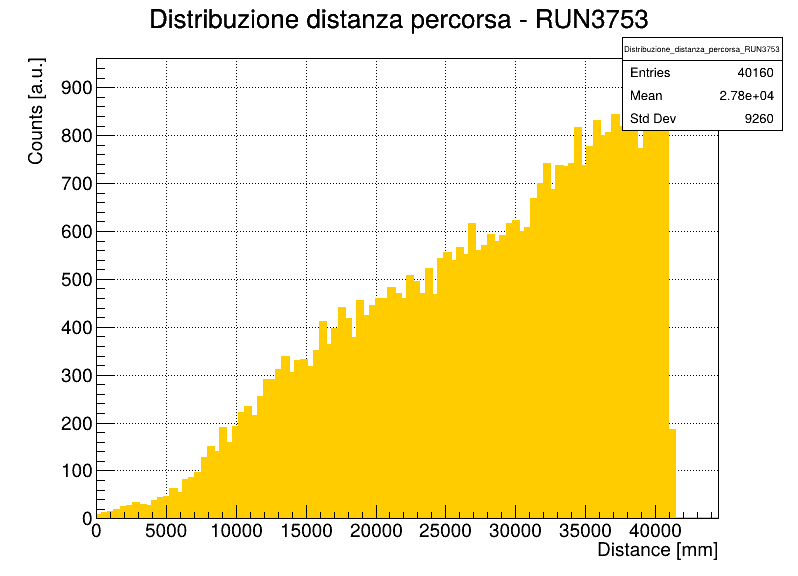 Distribuzione distanza percorsa - RUN3753
Distribuzione_distanza_percorsa_RUN3753
Entries 40160
Mean 2.78e+04
Std Dev 9260
Counts [a.u.]
900
800
700
600
500
400
300
200
100
0
0 5000 10000 15000 20000 25000 30000 35000 40000
Distance [mm]